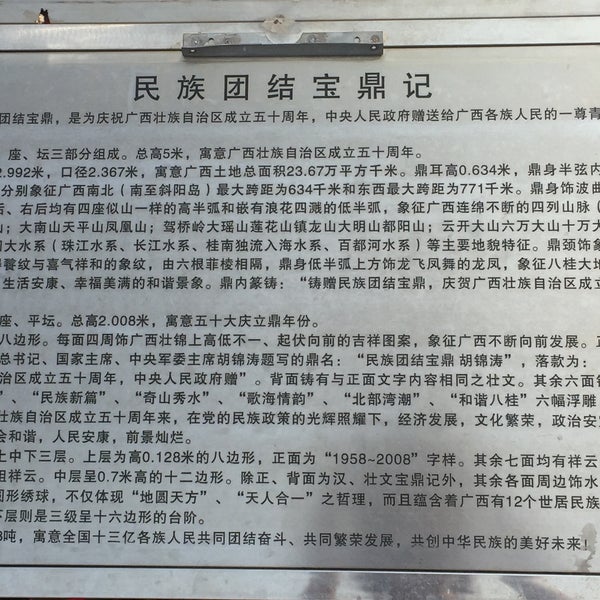 民族团结宝鼎记
团结宝鼎，是为庆祝广西壮族自治区成立五十周年，中央人民政府赠送给广西各族人民的一尊青
、座、坛三部分组成。总高5米，寓意广西壮族自治区成立五十周年。
2.992米，口径2.367米，寓意广西土地总面积23.67万平方千米。鼎耳高0.634米，鼎身半弦内
分别象征广西南北（南至斜阳岛）最大跨距为634千米和东西最大跨距为771千米。鼎身饰波曲
后、右后均有四座似山一样的高半弧和嵌有浪花四溅的低半弧，象征广西连绵不断的四列山脉（
山；大南山天平山凤凰山；驾桥岭大瑶山莲花山镇龙山大明山都阳山；云开大山六万大山十万大
四大水系（珠江水系、长江水系、桂南独流入海水系、百都河水系）等主要地貌特征。鼎颈饰象
得餮纹与喜气祥和的象纹，由六根菲棱相隔，鼎身低半弧上方饰龙飞凤舞的龙凤，象征八桂大地
生活安康、幸福美满的和谐景象。鼎内篆铸：“铸赠民族团结宝鼎，庆贺广西壮族自治区成立
座、平坛。总高2.008米，寓意五十大庆立鼎年份。
八边形。每面四周饰广西壮锦上高低不一、起伏向前的吉祥图案，象征广西不断向前发展。正
总书记、国家主席、中央军委主席胡锦涛题写的鼎名：“民族团结宝鼎 胡锦涛”，落款为：
治区成立五十周年，中央人民政府赠”。背面铸有与正面文字内容相同之壮文。其余六面铸
”、“民族新篇”、“奇山秀水”、“歌海情韵”、“北部湾潮”、“和谐八桂”六幅浮雕
壮族自治区成立五十周年来，在党的民族政策的光辉照耀下，经济发展，文化繁荣，政治安定
会和谐，人民安康，前景灿烂。
上中下三层。上层为高0.128米的八边形，正面为“1958~2008”字样。其余七面均有祥云
组祥云。中层呈0.7米高的十二边形。除正、背面为汉、壮文宝鼎记外，其余各面周边饰水
圆形绣球，不仅体现“地圆天方”、“天人合一”之哲理，而且蕴含着广西有12个世居民族
下层则是三级呈十六边形的台阶。
3吨，寓意全国十三亿各族人民共同团结奋斗、共同繁荣发展，共创中华民族的美好未来！